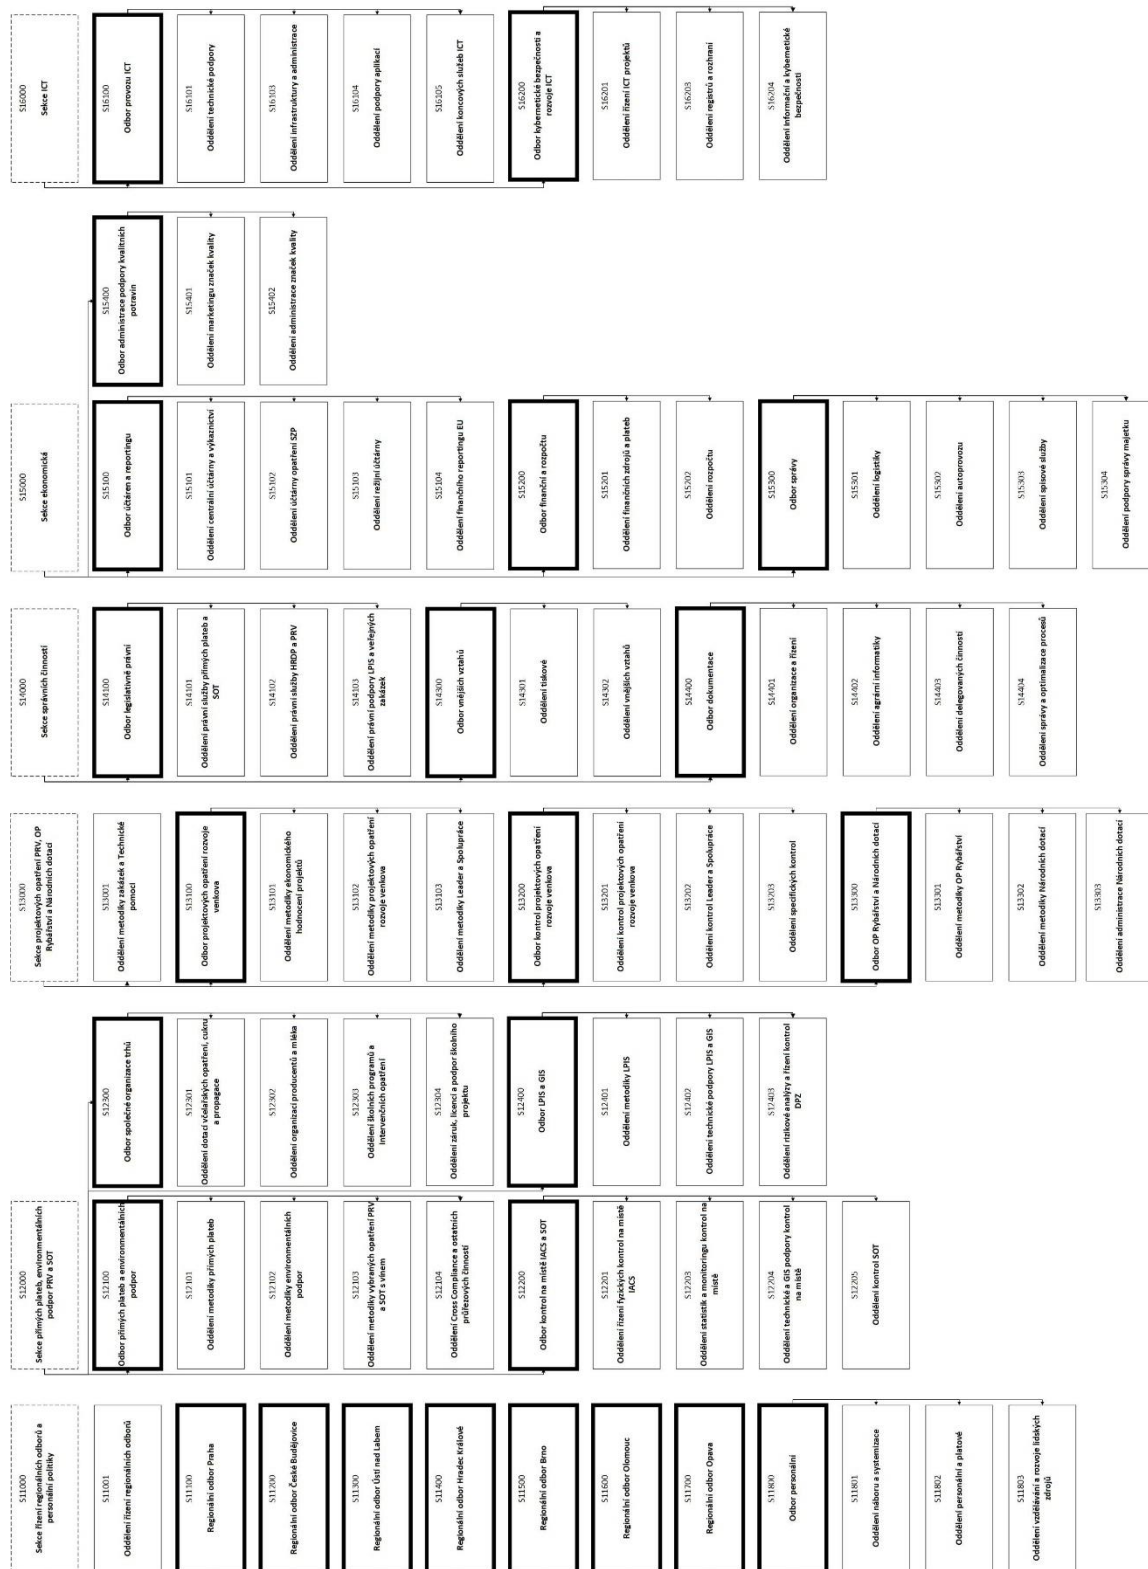 S11000
Sekce řízení regionálních odborů a
personální politiky
S11001
Oddělení řízení regionálních odborů
S11100
Regionální odbor Praha
S11200
Regionální odbor České Budějovice
S11300
Regionální odbor Ústí nad Labem
S11400
Regionální odbor Hradec Králové
S11500
Regionální odbor Brno
S11600
Regionální odbor Olomouc
S11700
Regionální odbor Opava
S11800
Odbor personální
S11801
Oddělení náboru a systemizace
S11802
Oddělení personální a platové
S11803
Oddělení vzdělávání a rozvoje lidských
zdrojů
S12000
Sekce přímých plateb, environmentálních
podpor PRV a SOT
S12100
Odbor přímých plateb a environmentálních
podpor
S12101
Oddělení metodiky přímých plateb
S12102
Oddělení metodiky environmentálních
podpor
S12103
Oddělení metodiky vybraných opatření PRV
a SOT s vínem
S12104
Oddělení Cross Compliance a ostatních
průřezových činností
S12200
Odbor kontrol na místě IACS a SOT
S12201
Oddělení řízení fyzických kontrol na místě
IACS
S12203
Oddělení statistik a monitoringu kontrol na
místě
S12204
Oddělení technické a GIS podpory kontrol
na místě
S12205
Oddělení kontrol SOT
S12300
Odbor společné organizace trhů
S12301
Oddělení dotací včelařských opatření, cukru
a propagace
S12302
Oddělení organizací producentů a mléka
S12303
Oddělení školních programů a
intervenčních opatření
S12304
Oddělení záruk, licencí a podpor školního
projektu
S12400
Odbor LPIS a GIS
S12401
Oddělení metodiky LPIS
S12402
Oddělení technické podpory LPIS a GIS
S12403
Oddělení rizikové analýzy a řízení kontrol
DPZ
S13000
Sekce projektových opatření PRV, OP
Rybářství a Národních dotací
S13001
Oddělení metodiky zakázek a Technické
pomoci
S13100
Odbor projektových opatření rozvoje
venkova
S13101
Oddělení metodiky ekonomického
hodnocení projektů
S13102
Oddělení metodiky projektových opatření
rozvoje venkova
S13103
Oddělení metodiky Leader a Spolupráce
S13200
Odbor kontrol projektových opatření
rozvoje venkova
S13201
Oddělení kontrol projektových opatření
rozvoje venkova
S13202
Oddělení kontrol Leader a Spolupráce
S13203
Oddělení specifických kontrol
S13300
Odbor OP Rybářství a Národních dotací
S13301
Oddělení metodiky OP Rybářství
S13302
Oddělení metodiky Národních dotací
S13303
Oddělení administrace Národních dotací
S14000
Sekce správních činností
S14100
Odbor legislativně právní
S14101
Oddělení právní služby přímých plateb a
SOT
S14102
Oddělení právní služby HRDP a PRV
S14103
Oddělení právní podpory LPIS a veřejných
zakázek
S14300
Odbor vnějších vztahů
S14301
Oddělení tiskové
S14302
Oddělení vnějších vztahů
S14400
Odbor dokumentace
S14401
Oddělení organizace a řízení
S14402
Oddělení agrární informatiky
S14403
Oddělení delegovaných činností
S14404
Oddělení správy a optimalizace procesů
S15000
Sekce ekonomická
S15100
Odbor účtáren a reportingu
S15101
Oddělení centrální účtárny a výkaznictví
S15102
Oddělení účtárny opatření SZP
S15103
Oddělení režijní účtárny
S15104
Oddělení finančního reportingu EU
S15200
Odbor finanční a rozpočtu
S15201
Oddělení finančních zdrojů a plateb
S15202
Oddělení rozpočtu
S15300
Odbor správy
S15301
Oddělení logistiky
S15302
Oddělení autoprovozu
S15303
Oddělení spisové služby
S15304
Oddělení podpory správy majetku
S15400
Odbor administrace podpory kvalitních
potravin
S15401
Oddělení marketingu značek kvality
S15402
Oddělení administrace značek kvality
S16000
Sekce ICT
S16100
Odbor provozu ICT
S16101
Oddělení technické podpory
S16103
Oddělení infrastruktury a administrace
S16104
Oddělení podpory aplikací
S16105
Oddělení koncových služeb ICT
S16200
Odbor kybernetické bezpečnosti a
rozvoje ICT
S16201
Oddělení řízení ICT projektů
S16203
Oddělení registrů a rozhraní
S16204
Oddělení informační a kybernetické
bezpečnosti